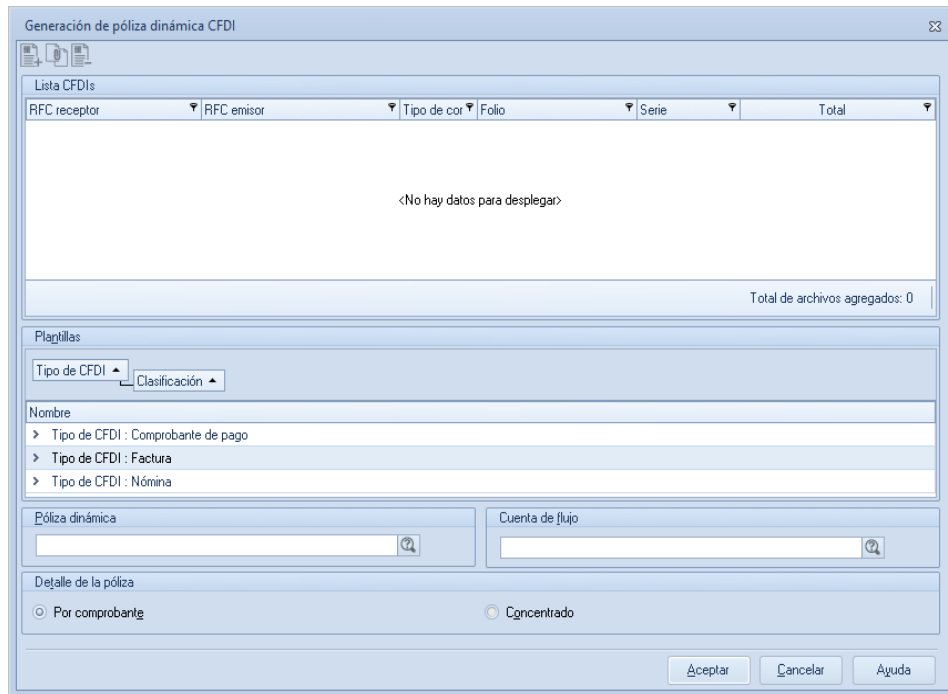 Generación de póliza dinámica CFDI
Lista CFDIs
RFC receptor RFC emisor Tipo de cor Folio Serie Total
<No hay datos para desplegar>
Total de archivos agregados: 0
Plantillas
Tipo de CFDI
Clasificación
Nombre
Tipo de CFDI : Comprobante de pago
Tipo de CFDI : Factura
Tipo de CFDI : Nómina
Póliza dinámica Cuenta de flujo
Detalle de la póliza
Por comprobante Concentrado
Aceptar Cancelar Ayuda